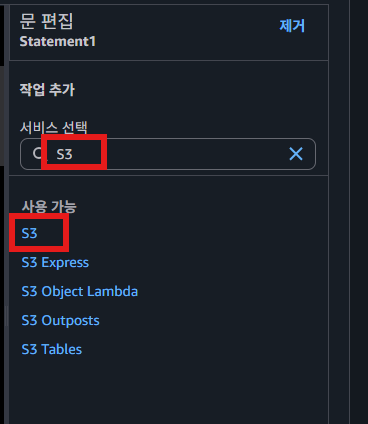 문 편집
제거
Statement1
작업 추가
서비스 선택
S3
사용 가능
S3
S3 Express
S3 Object Lambda
S3 Outposts
S3 Tables